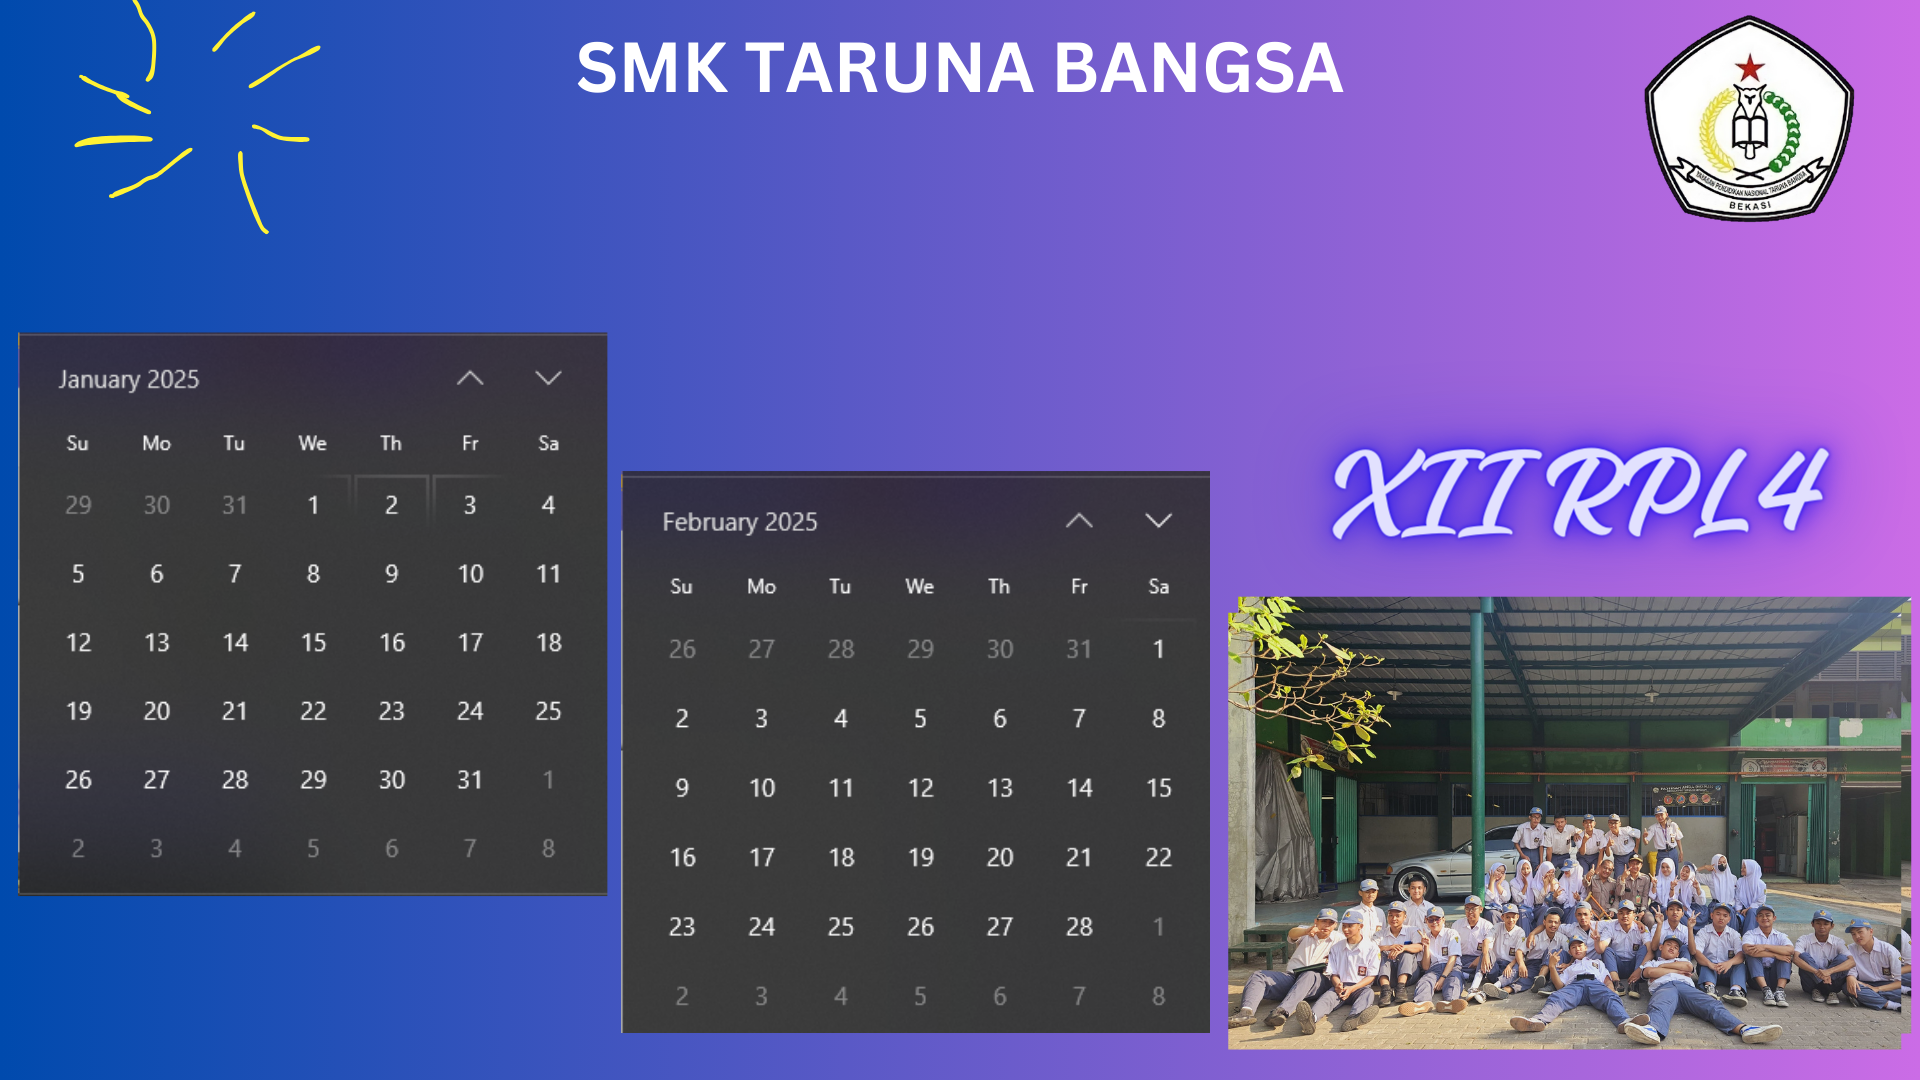 SMK TARUNA BANGSA
YAYASAN PENDIDIKAN NASIONAL TARUNA BANGSA
BEKASI
January 2025
Su Mo Tu We Th Fr Sa
29 30 31 1 2 3 4
5 6 7 8 9 10 11
12 13 14 15 16 17 18
19 20 21 22 23 24 25
26 27 28 29 30 31 1
2 3 4 5 6 7 8
February 2025
Su Mo Tu We Th Fr Sa
26 27 28 29 30 31 1
2 3 4 5 6 7 8
9 10 11 12 13 14 15
16 17 18 19 20 21 22
23 24 25 26 27 28 1
2 3 4 5 6 7 8
XII RPL 4